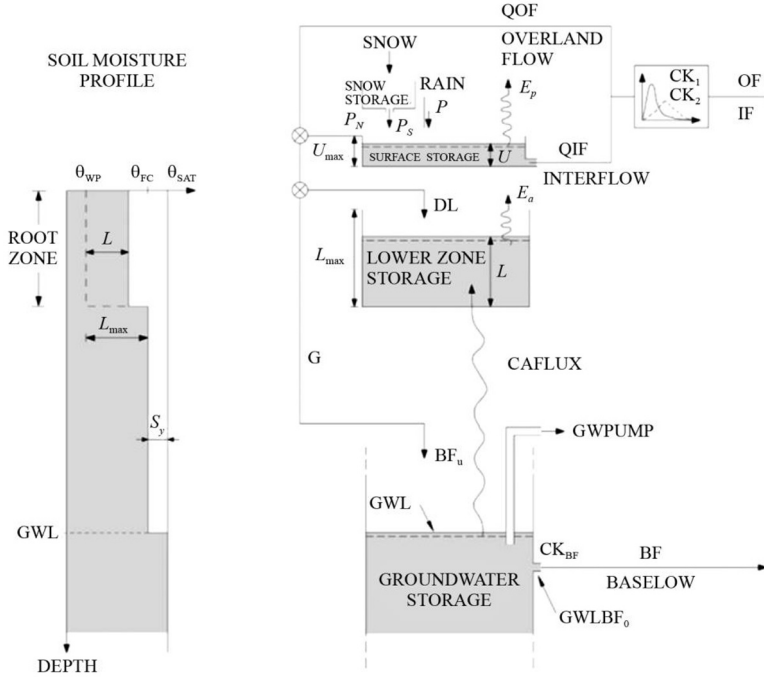 SOIL MOISTURE
PROFILE
θWP
θFC
θSAT
ROOT
ZONE
L
Lmax
Sy
GWL
DEPTH
QOF
SNOW
OVERLAND
FLOW
SNOW
STORAGE
RAIN
PN
PS
P
Ep
CK1
CK2
OF
IF
Umax
SURFACE STORAGE
U
QIF
INTERFLOW
DL
Ea
Lmax
LOWER ZONE
STORAGE
L
G
CAFLUX
BFu
GWPUMP
GWL
GROUNDWATER
STORAGE
CKBF
BF
BASELOW
GWLBF0